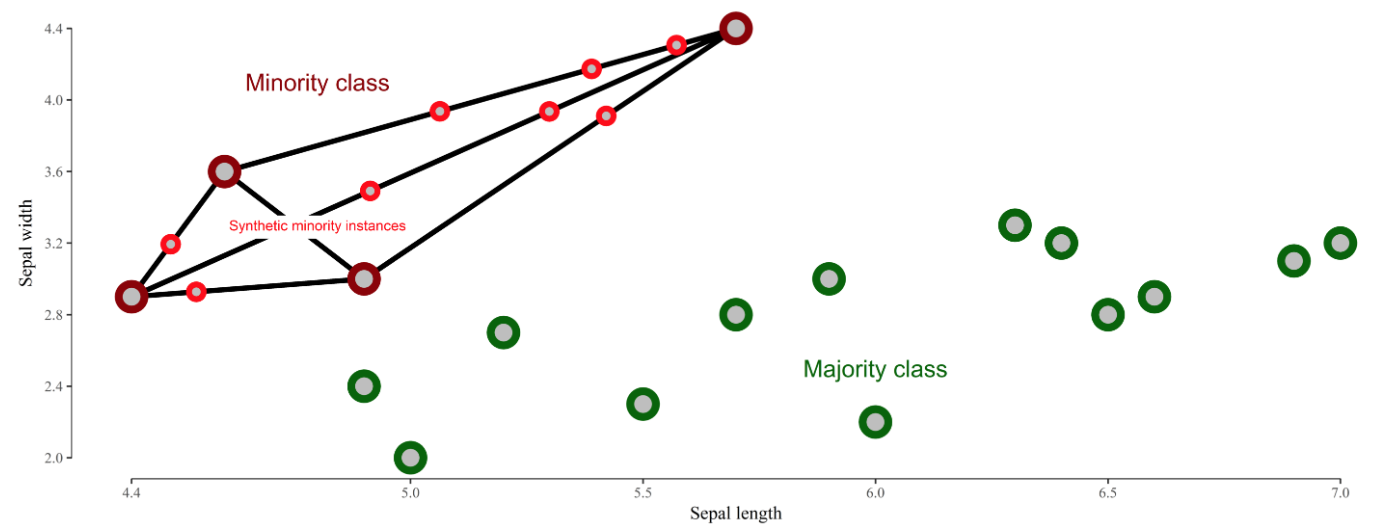 4.4
Minority class
4.0
3.6
Synthetic minority instances
3.2
Sepal width
2.8
Majority class
2.4
2.0
4.4 5.0 5.5 6.0 6.5 7.0
Sepal length